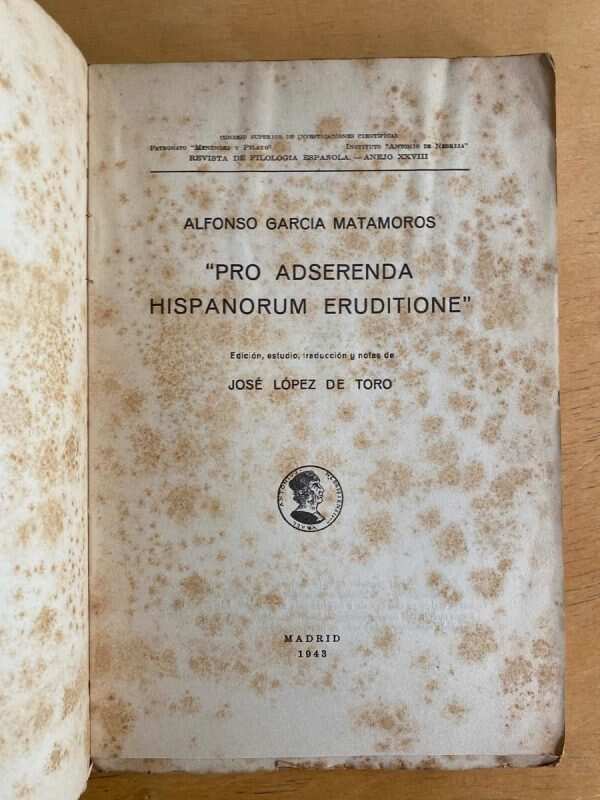 CONSEJO SUPERIOR DE INVESTIGACIONES CIENTÍFICAS
PATRONATO "MENÉNDEZ Y PELAYO" INSTITUTO "ANTONIO DE NEBRIJA"
REVISTA DE FILOLOGIA ESPAÑOLA. — ANEJO XXVIII
ALFONSO GARCIA MATAMOROS
"PRO ADSERENDA
HISPANORUM ERUDITIONE"
Edición, estudio, traducción y notas de
JOSÉ LÓPEZ DE TORO
MADRID
1943